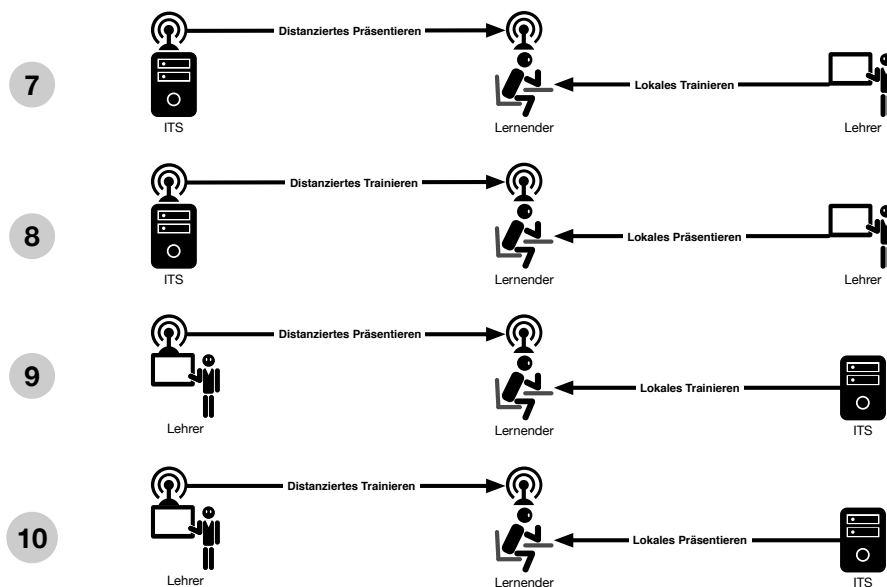 Distanziertes Präsentieren
7
Lokales Trainieren
ITS
Lernender
Lehrer
Distanziertes Trainieren
8
Lokales Präsentieren
ITS
Lernender
Lehrer
Distanziertes Präsentieren
9
Lokales Trainieren
Lehrer
Lernender
ITS
Distanziertes Trainieren
10
Lokales Präsentieren
Lehrer
Lernender
ITS